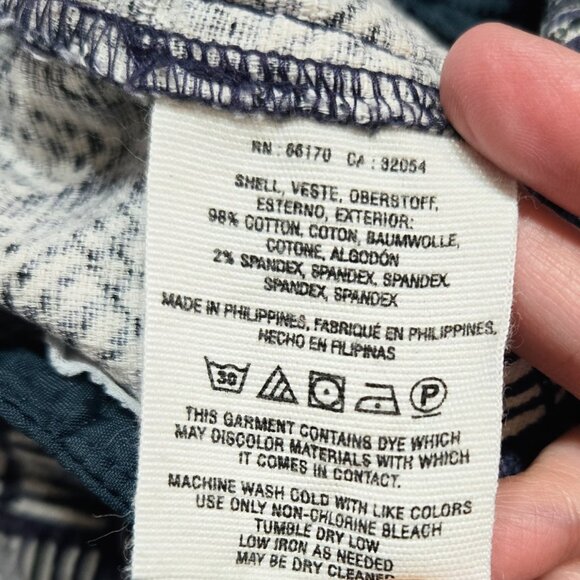 RN : 66170 CA : 32054
SHELL, VESTE, OBERSTOFF,
ESTERNO, EXTERIOR:
98% COTTON, COTON, BAUMWOLLE,
COTONE, ALGODÓN
2% SPANDEX, SPANDEX, SPANDEX
SPANDEX, SPANDEX
MADE IN PHILIPPINES, FABRIQUÉ EN PHILIPPINES,
HECHO EN FILIPINAS
30 P
THIS GARMENT CONTAINS DYE WHICH
MAY DISCOLOR MATERIALS WITH WHICH
IT COMES IN CONTACT.
MACHINE WASH COLD WITH LIKE COLORS
USE ONLY NON-CHLORINE BLEACH
TUMBLE DRY LOW
LOW IRON AS NEEDED
MAY BE DRY CLEANED